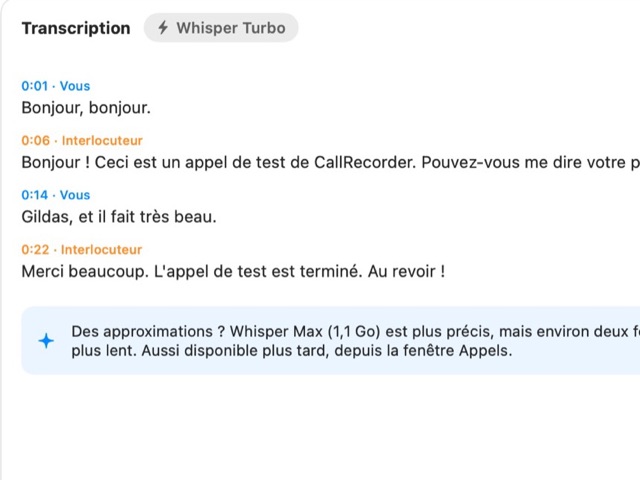 Transcription
Whisper Turbo
0:01 · Vous
Bonjour, bonjour.
0:06 · Interlocuteur
Bonjour ! Ceci est un appel de test de CallRecorder. Pouvez-vous me dire votre
0:14 · Vous
Gildas, et il fait très beau.
0:22 · Interlocuteur
Merci beaucoup. L'appel de test est terminé. Au revoir !
Des approximations ? Whisper Max (1,1 Go) est plus précis, mais environ deux
plus lent. Aussi disponible plus tard, depuis la fenêtre Appels.